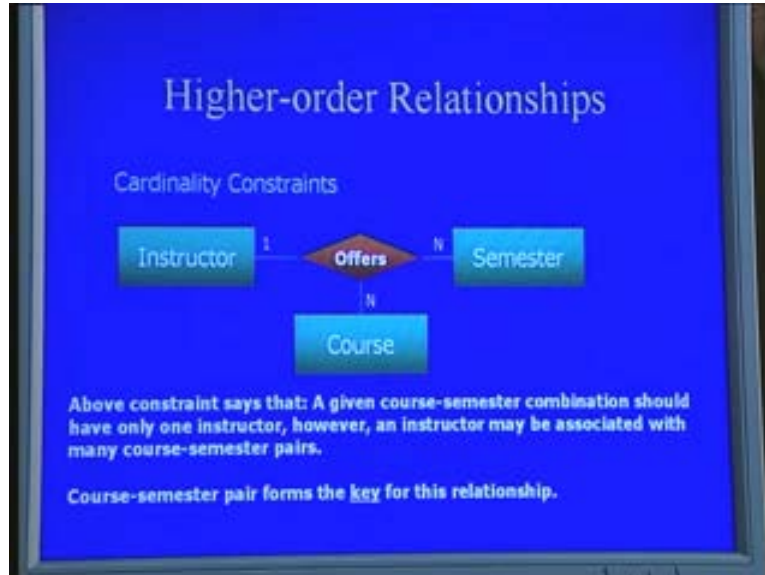 Higher-order Relationships
Cardinality Constraints
Instructor 1 Offers N Semester
N
Course
Above constraint says that: A given course-semester combination should
have only one instructor, however, an instructor may be associated with
many course-semester pairs.
Course-semester pair forms the key for this relationship.